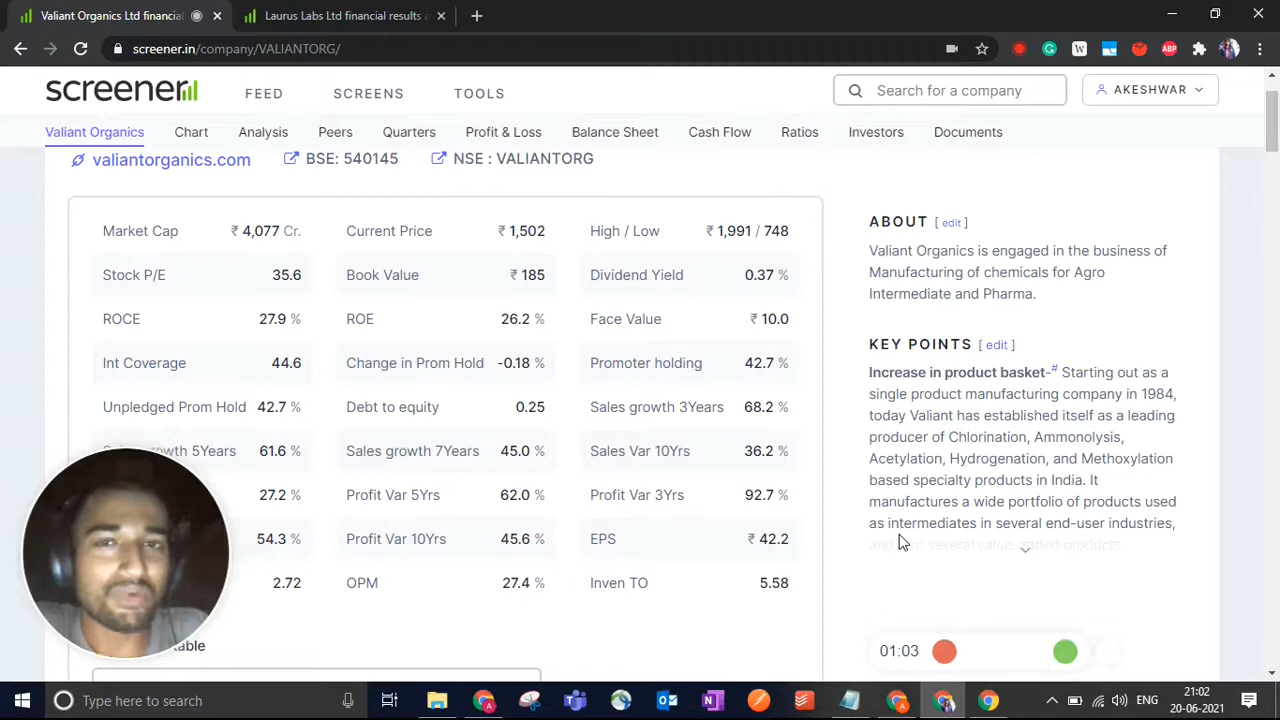 Valiant Organics Ltd financial
Laurus Labs Ltd financial results a
screener.in/company/VALIANTORG/
screener
FEED
SCREENS
TOOLS
Search for a company
AKESHWAR
Valiant Organics
Chart
Analysis
Peers
Quarters
Profit & Loss
Balance Sheet
Cash Flow
Ratios
Investors
Documents
valiantorganics.com
BSE: 540145
NSE : VALIANTORG
Market Cap ₹ 4,077 Cr.
Current Price ₹ 1,502
High / Low ₹ 1,991 / 748
Stock P/E 35.6
Book Value ₹ 185
Dividend Yield 0.37 %
ROCE 27.9 %
ROE 26.2 %
Face Value ₹ 10.0
Int Coverage 44.6
Change in Prom Hold -0.18 %
Promoter holding 42.7 %
Unpledged Prom Hold 42.7 %
Debt to equity 0.25
Sales growth 3Years 68.2 %
growth 5Years 61.6 %
Sales growth 7Years 45.0 %
Sales Var 10Yrs 36.2 %
27.2 %
Profit Var 5Yrs 62.0 %
Profit Var 3Yrs 92.7 %
54.3 %
Profit Var 10Yrs 45.6 %
EPS ₹ 42.2
2.72
OPM 27.4 %
Inven TO 5.58
table
ABOUT [ edit ]
Valiant Organics is engaged in the business of
Manufacturing of chemicals for Agro
Intermediate and Pharma.
KEY POINTS [ edit ]
Increase in product basket-# Starting out as a
single product manufacturing company in 1984,
today Valiant has established itself as a leading
producer of Chlorination, Ammonolysis,
Acetylation, Hydrogenation, and Methoxylation
based specialty products in India. It
manufactures a wide portfolio of products used
as intermediates in several end-user industries,
several value added products
01:03
Type here to search
ENG
21:02
20-06-2021
ABP
W